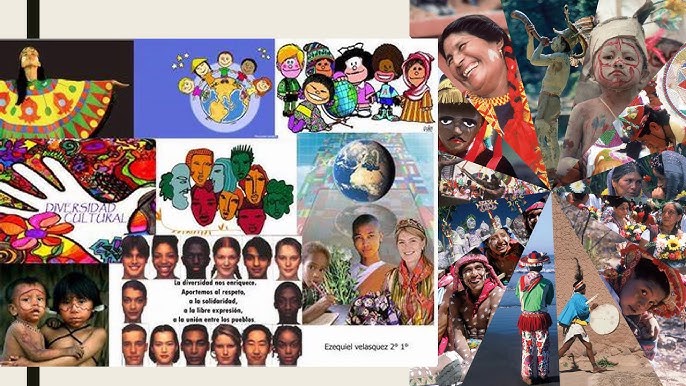 DIVERSIDAD
CULTURAL
La diversidad nos enriquece.
Aportemos al respeto,
a la solidaridad,
a la libre expresión,
a la unión entre los pueblos.
Ezequiel velasquez 2° 1°